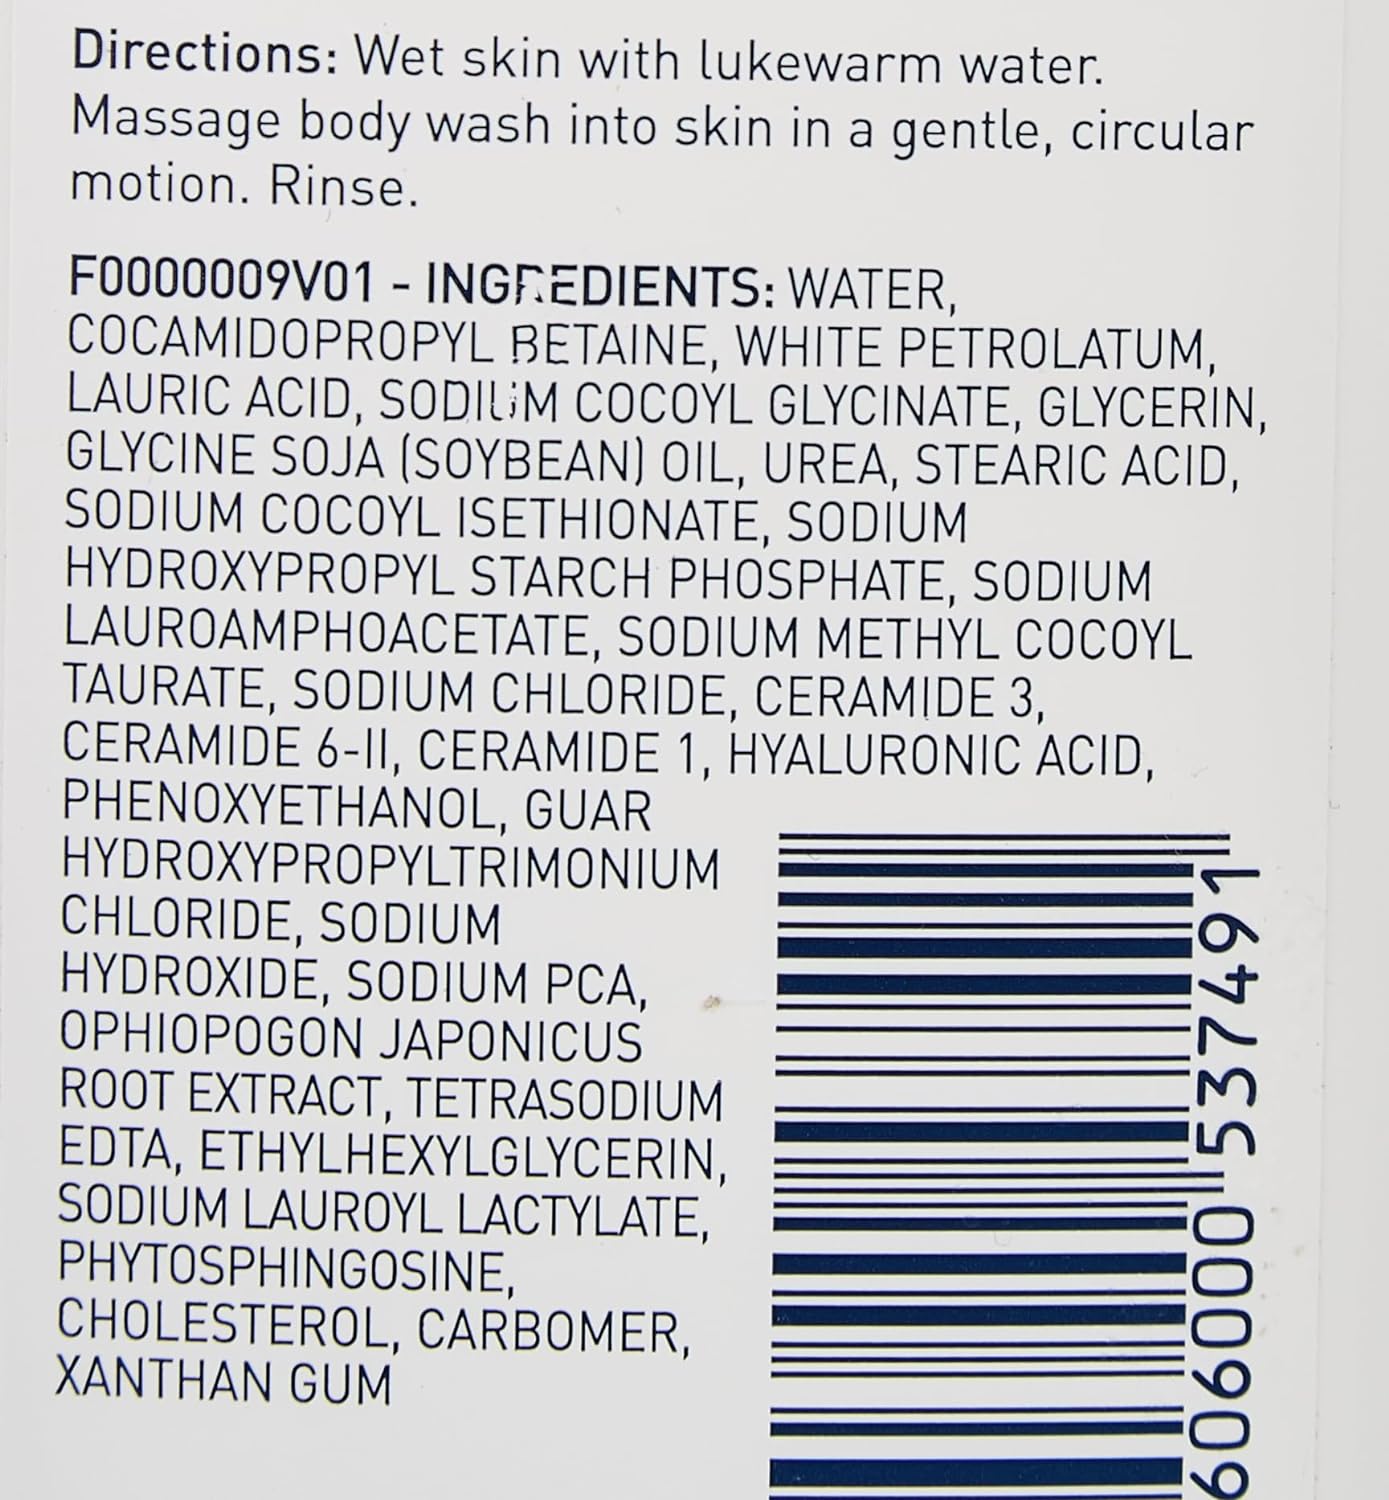 Directions: Wet skin with lukewarm water.
Massage body wash into skin in a gentle, circular
motion. Rinse.
F0000009V01 - INGREDIENTS: WATER,
COCAMIDOPROPYL BETAINE, WHITE PETROLATUM,
LAURIC ACID, SODIUM COCOYL GLYCINATE, GLYCERIN,
GLYCINE SOJA (SOYBEAN) OIL, UREA, STEARIC ACID,
SODIUM COCOYL ISETHIONATE, SODIUM
HYDROXYPROPYL STARCH PHOSPHATE, SODIUM
LAUROAMPHOACETATE, SODIUM METHYL COCOYL
TAURATE, SODIUM CHLORIDE, CERAMIDE 3,
CERAMIDE 6-II, CERAMIDE 1, HYALURONIC ACID,
PHENOXYETHANOL, GUAR
HYDROXYPROPYLTRIMONIUM
CHLORIDE, SODIUM
HYDROXIDE, SODIUM PCA,
OPHIOPOGON JAPONICUS
ROOT EXTRACT, TETRASODIUM
EDTA, ETHYLHEXYLGLYCERIN,
SODIUM LAUROYL LACTYLATE,
PHYTOSPHINGOSINE,
CHOLESTEROL, CARBOMER,
XANTHAN GUM
606000 537491